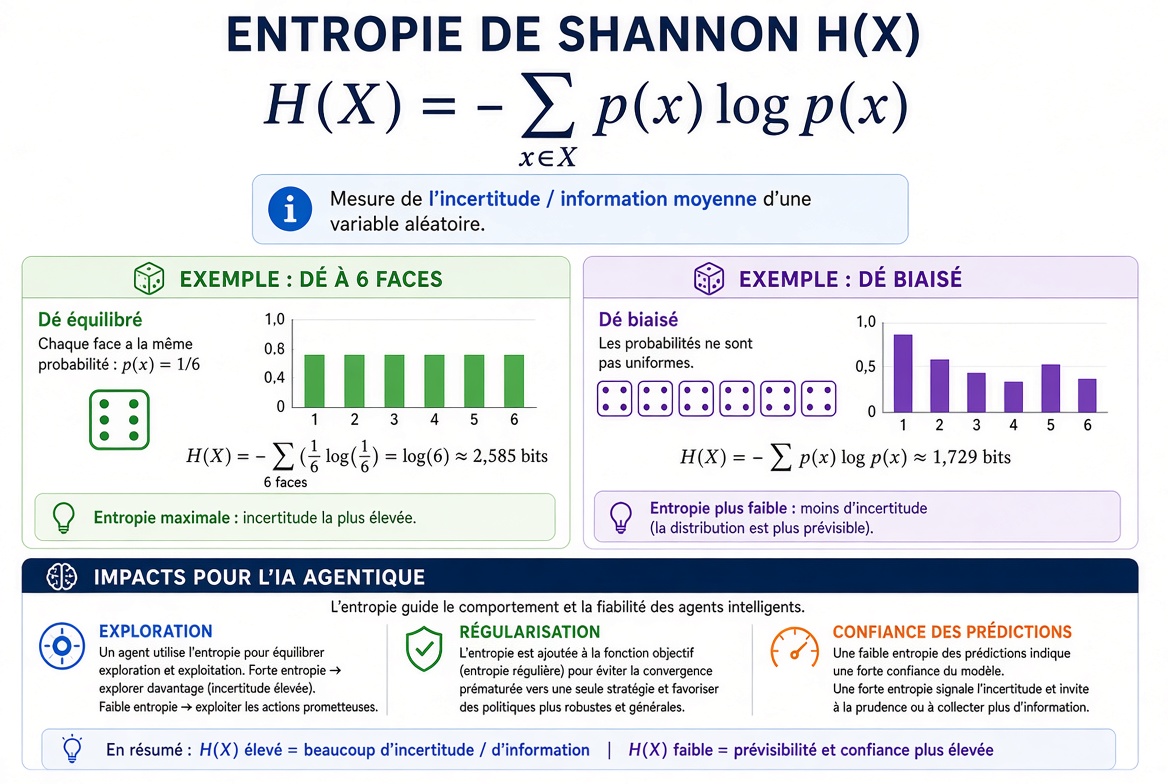 ENTROPIE DE SHANNON H(X)
H(X) = − ∑ p(x) log p(x)
x∈X
i
Mesure de l'incertitude / information moyenne d'une
variable aléatoire.
EXEMPLE : DÉ À 6 FACES
Dé équilibré
Chaque face a la même
probabilité : p(x) = 1/6
1,0
0.8
0,4
0
1 2 3 4 5 6
H(X) = − ∑ (1/6 log(1/6) = log(6) ≈ 2,585 bits
6 faces
Entropie maximale : incertitude la plus élevée.
EXEMPLE : DÉ BIAISÉ
Dé biaisé
Les probabilités ne sont
pas uniformes.
1.0
0,5
0
1 2 3 4 5 6
H(X) = − ∑ p(x) log p(x) ≈ 1,729 bits
Entropie plus faible : moins d'incertitude
(la distribution est plus prévisible).
IMPACTS POUR L'IA AGENTIQUE
L'entropie guide le comportement et la fiabilité des agents intelligents.
EXPLORATION
Un agent utilise l'entropie pour équilibrer
exploration et exploitation. Forte entropie →
explorer davantage (incertitude élevée).
Faible entropie → exploiter les actions prometteuses.
RÉGULARISATION
L'entropie est ajoutée à la fonction objectif
(entropie régulière) pour éviter la convergence
prématurée vers une seule stratégie et favoriser
des politiques plus robustes et générales.
CONFIANCE DES PRÉDICTIONS
Une faible entropie des prédictions indique
une forte confiance du modèle.
Une forte entropie signale l'incertitude et invite
à la prudence ou à collecter plus d'information.
En résumé : H(X) élevé = beaucoup d'incertitude / d'information | H(X) faible = prévisibilité et confiance plus élevée